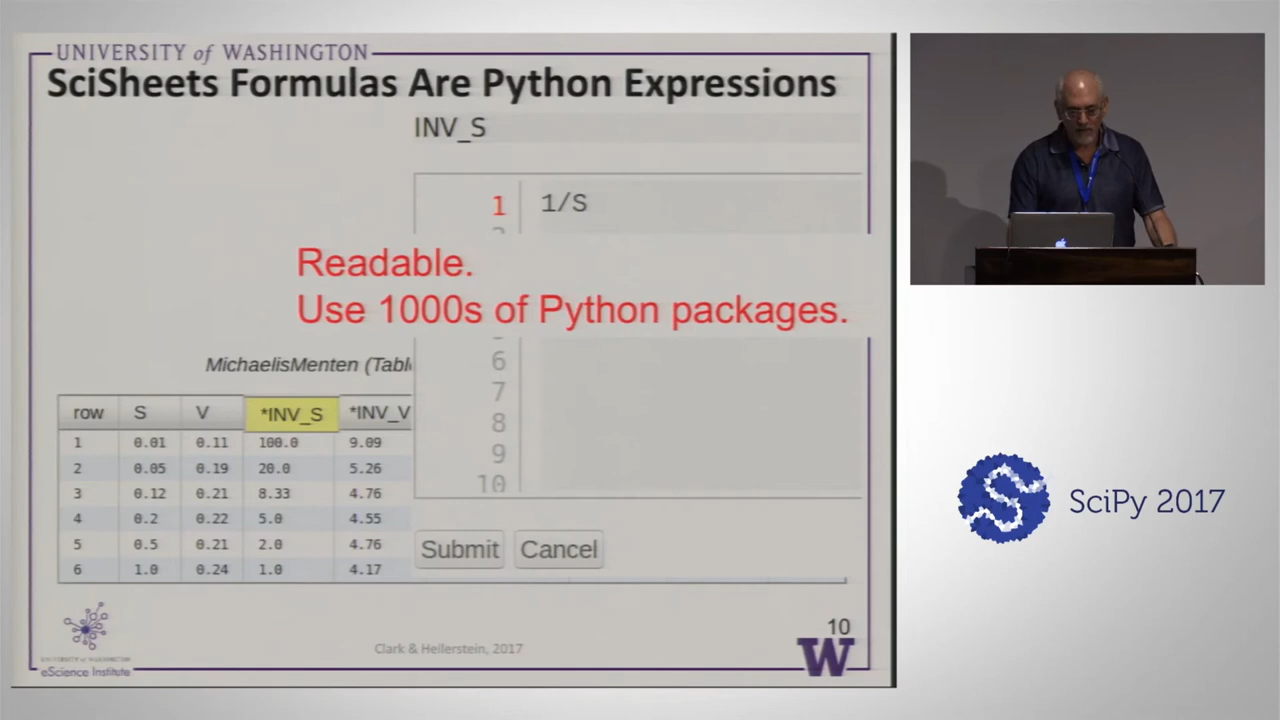 UNIVERSITY of WASHINGTON
SciSheets Formulas Are Python Expressions
INV_S
1 1/S
Readable.
Use 1000s of Python packages.
6
7
8
9
10
Submit Cancel
MichaelisMenten (Tabl
row S V *INV_S *INV_V
1 0.01 0.11 100.0 9.09
2 0.05 0.19 20.0 5.26
3 0.12 0.21 8.33 4.76
4 0.2 0.22 5.0 4.55
5 0.5 0.21 2.0 4.76
6 1.0 0.24 1.0 4.17
UNIVERSITY of WASHINGTON
eScience Institute
Clark & Hellerstein, 2017
10
W
S
SciPy 2017